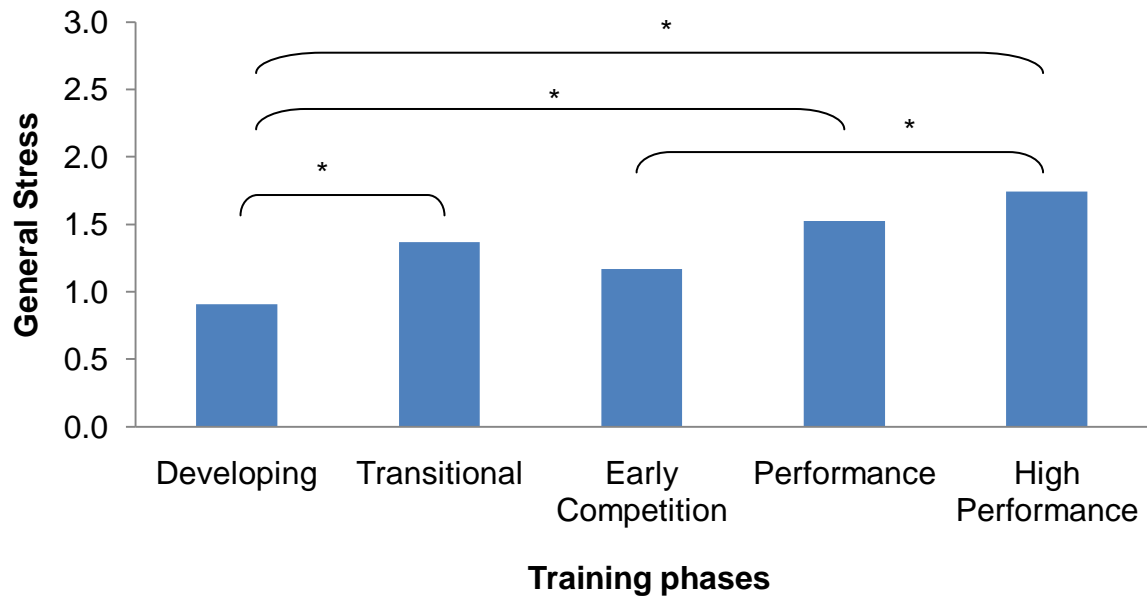 3.0
2.5
2.0
1.5
1.0
0.5
0.0
General Stress
*
*
*
*
Developing
Transitional
Early
Competition
Performance
High
Performance
Training phases